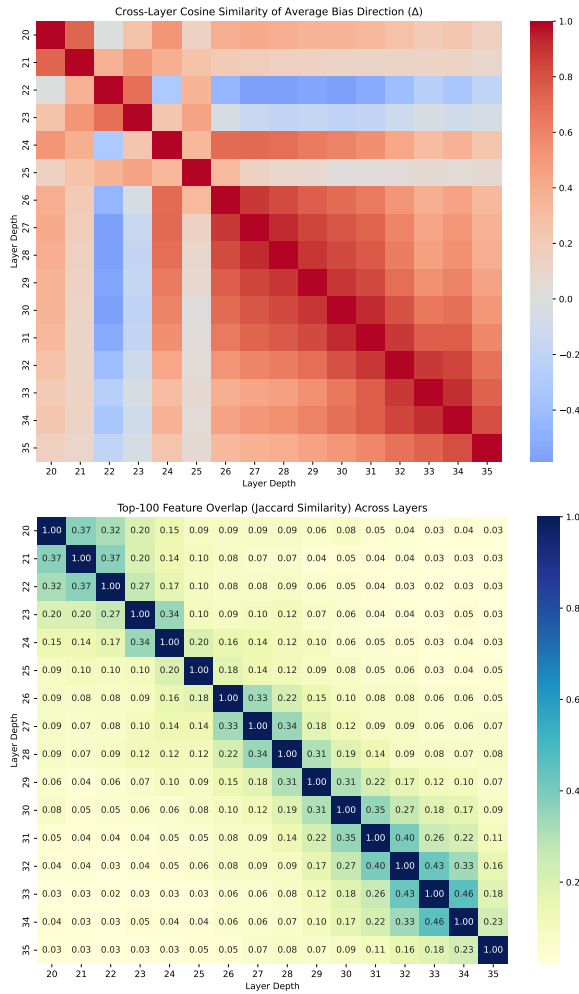 Cross-Layer Cosine Similarity of Average Bias Direction (Δ)
Layer Depth
20
21
22
23
24
25
26
27
28
29
30
31
32
33
34
35
20 21 22 23 24 25 26 27 28 29 30 31 32 33 34 35
Layer Depth
1.0
0.8
0.6
0.4
0.2
0.0
−0.2
−0.4
Top-100 Feature Overlap (Jaccard Similarity) Across Layers
Layer Depth
20 1.00 0.37 0.32 0.20 0.15 0.09 0.09 0.09 0.09 0.06 0.08 0.05 0.04 0.03 0.04 0.03
21 0.37 1.00 0.37 0.20 0.14 0.10 0.08 0.07 0.07 0.04 0.05 0.04 0.04 0.03 0.03 0.03
22 0.32 0.37 1.00 0.27 0.17 0.10 0.08 0.09 0.09 0.06 0.05 0.04 0.03 0.02 0.03 0.03
23 0.20 0.20 0.27 1.00 0.34 0.10 0.09 0.10 0.12 0.07 0.06 0.04 0.04 0.03 0.04 0.04
24 0.15 0.14 0.17 0.34 1.00 0.20 0.16 0.14 0.12 0.10 0.06 0.05 0.05 0.04 0.04 0.05
25 0.09 0.10 0.10 0.10 0.20 1.00 0.18 0.14 0.12 0.09 0.06 0.05 0.03 0.03 0.04 0.05
26 0.09 0.08 0.08 0.09 0.16 0.18 1.00 0.33 0.22 0.15 0.10 0.08 0.08 0.06 0.06 0.05
27 0.09 0.07 0.09 0.10 0.14 0.14 0.33 1.00 0.34 0.18 0.12 0.09 0.09 0.06 0.06 0.07
28 0.09 0.07 0.09 0.12 0.12 0.12 0.22 0.34 1.00 0.31 0.19 0.14 0.09 0.08 0.07 0.08
29 0.06 0.04 0.06 0.07 0.10 0.09 0.15 0.18 0.31 1.00 0.31 0.22 0.17 0.12 0.10 0.07
30 0.08 0.05 0.05 0.06 0.06 0.06 0.10 0.12 0.19 0.31 1.00 0.35 0.27 0.18 0.17 0.09
31 0.05 0.04 0.04 0.04 0.05 0.05 0.08 0.09 0.14 0.22 0.35 1.00 0.40 0.26 0.22 0.11
32 0.04 0.04 0.03 0.04 0.05 0.03 0.08 0.09 0.09 0.17 0.27 0.40 1.00 0.43 0.33 0.16
33 0.03 0.03 0.02 0.03 0.04 0.03 0.06 0.06 0.08 0.12 0.18 0.26 0.43 1.00 0.46 0.18
34 0.04 0.03 0.03 0.04 0.04 0.04 0.06 0.06 0.07 0.10 0.17 0.22 0.33 0.46 1.00 0.23
35 0.03 0.03 0.03 0.04 0.05 0.05 0.05 0.07 0.08 0.07 0.09 0.11 0.16 0.18 0.23 1.00
20 21 22 23 24 25 26 27 28 29 30 31 32 33 34 35
Layer Depth
1.0
0.8
0.6
0.4
0.2